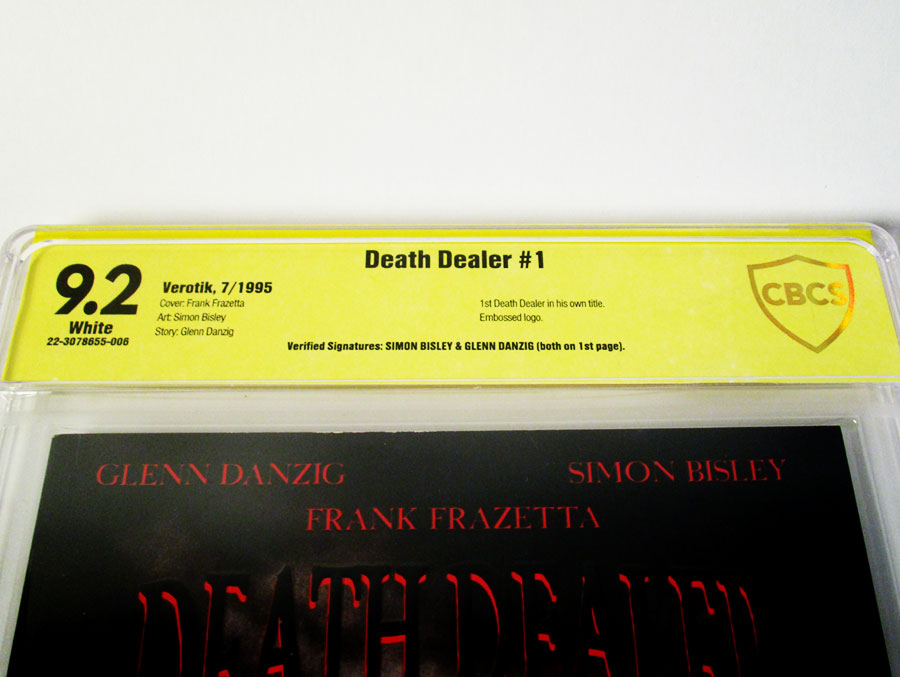 Death Dealer #1
9.2
White
22-3078655-006
Verotik, 7/1995
Cover: Frank Frazetta
Art: Simon Bisley
Story: Glenn Danzig
1st Death Dealer in his own title.
Embossed logo.
Verified Signatures: SIMON BISLEY & GLENN DANZIG (both on 1st page).
CBCS
GLENN DANZIG
SIMON BISLEY
FRANK FRAZETTA
DEATH DEALER